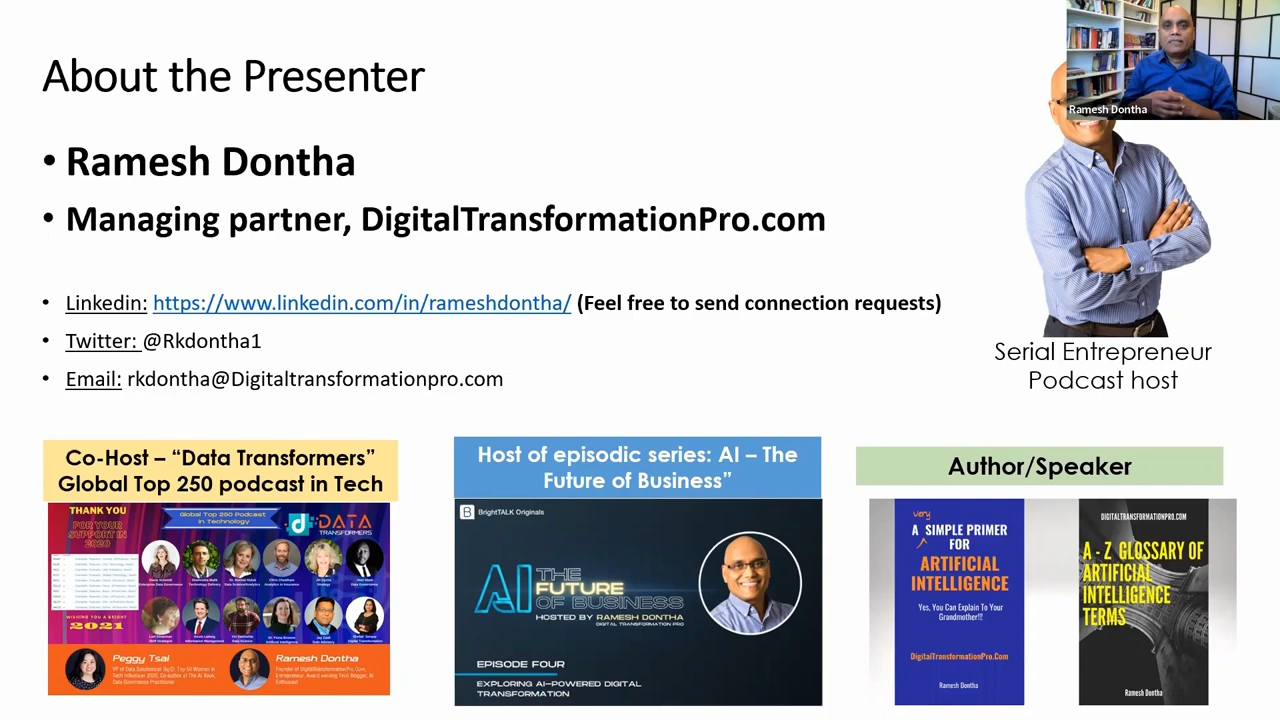 About the Presenter
Ramesh Dontha
• Ramesh Dontha
• Managing partner, DigitalTransformationPro.com
• Linkedin: https://www.linkedin.com/in/rameshdontha/ (Feel free to send connection requests)
• Twitter: @Rkdontha1
• Email: rkdontha@Digitaltransformationpro.com
Serial Entrepreneur
Podcast host
Co-Host – “Data Transformers”
Global Top 250 podcast in Tech
THANK YOU
FOR YOUR
SUPPORT IN
2020
Global Top 250 Podcast
in Technology
DATA
TRANSFORMERS
WISHING YOU A BRIGHT
2021
Peggy Tsai
Ramesh Dontha
Host of episodic series: AI – The
Future of Business”
B BrightTALK Originals
AI THE
FUTURE
OF BUSINESS
HOSTED BY RAMESH DONTHA
DIGITAL TRANSFORMATION PRO
EPISODE FOUR
EXPLORING AI-POWERED DIGITAL
TRANSFORMATION
Author/Speaker
very
A SIMPLE PRIMER
FOR
ARTIFICIAL
INTELLIGENCE
Yes, You Can Explain To Your
Grandmother!!!
DigitalTransformationPro.Com
Ramesh Dontha
DIGITALTRANSFORMATIONPRO.COM
A - Z GLOSSARY OF
ARTIFICIAL
INTELLIGENCE
TERMS
Ramesh Dontha